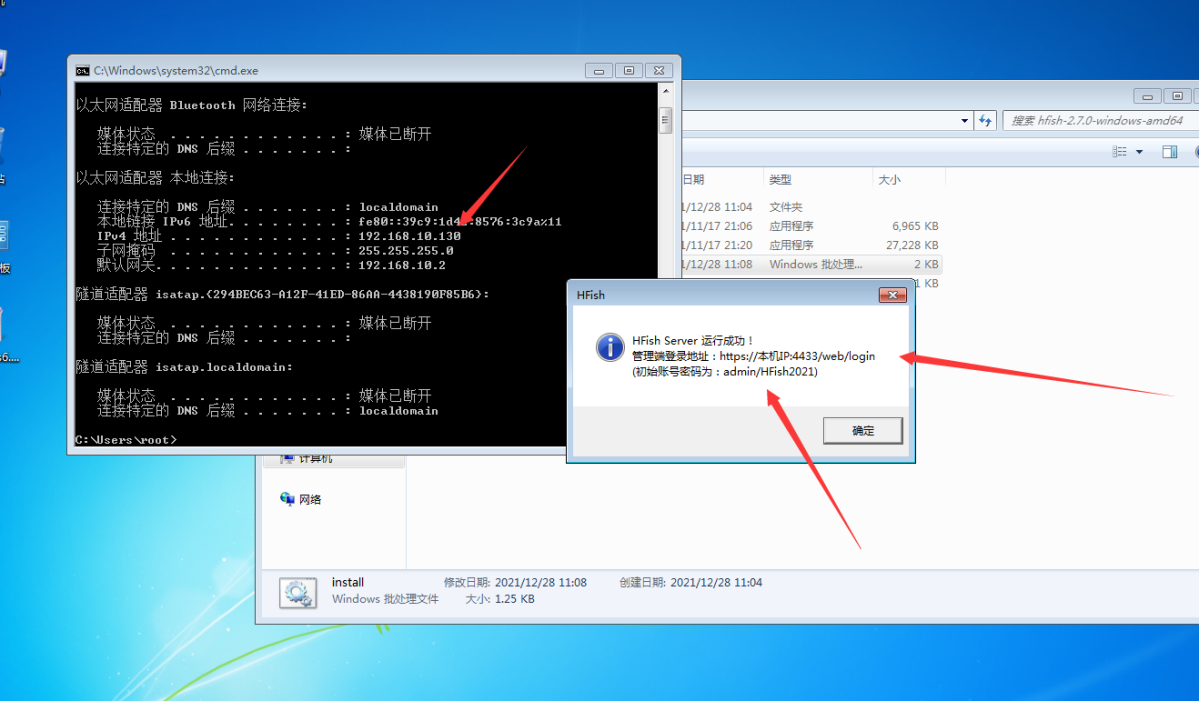 C:\Windows\system32\cmd.exe
以太网适配器 Bluetooth 网络连接:
媒体状态 . . . . . . . . . . . . : 媒体已断开
连接特定的 DNS 后缀 . . . . . . . :
以太网适配器 本地连接:
连接特定的 DNS 后缀 . . . . . . . : localdomain
本地链接 IPv6 地址. . . . . . . . : fe80::39c9: :8576:3c9a%11
IPv4 地址 . . . . . . . . . . . . : 192.168.10.130
子网掩码 . . . . . . . . . . . . : 255.255.255.0
默认网关. . . . . . . . . . . . . : 192.168.10.2
隧道适配器 isatap.{294BEC63-A12F-41ED-86AA-4438190F85B6}:
媒体状态 . . . . . . . . . . . . : 媒体已断开
连接特定的 DNS 后缀 . . . . . . . :
隧道适配器 isatap.localdomain:
媒体状态 . . . . . . . . . . . . : 媒体已断开
连接特定的 DNS 后缀 . . . . . . . : localdomain
C:\Users\root>
搜索 hfish-2.7.0-windows-amd64
日期 类型 大小
1/12/28 11:04 文件夹
1/11/17 21:06 应用程序 6,965 KB
1/11/17 21:20 应用程序 27,228 KB
1/12/28 11:08 Windows 批处理... 2 KB
1 KB
HFish
HFish Server 运行成功！
管理端登录地址：https://本机IP:4433/web/login
(初始账号密码为：admin/HFish2021)
确定
计算机
网络
install 修改日期: 2021/12/28 11:08 创建日期: 2021/12/28 11:04
Windows 批处理文件 大小: 1.25 KB
站
板
s6....